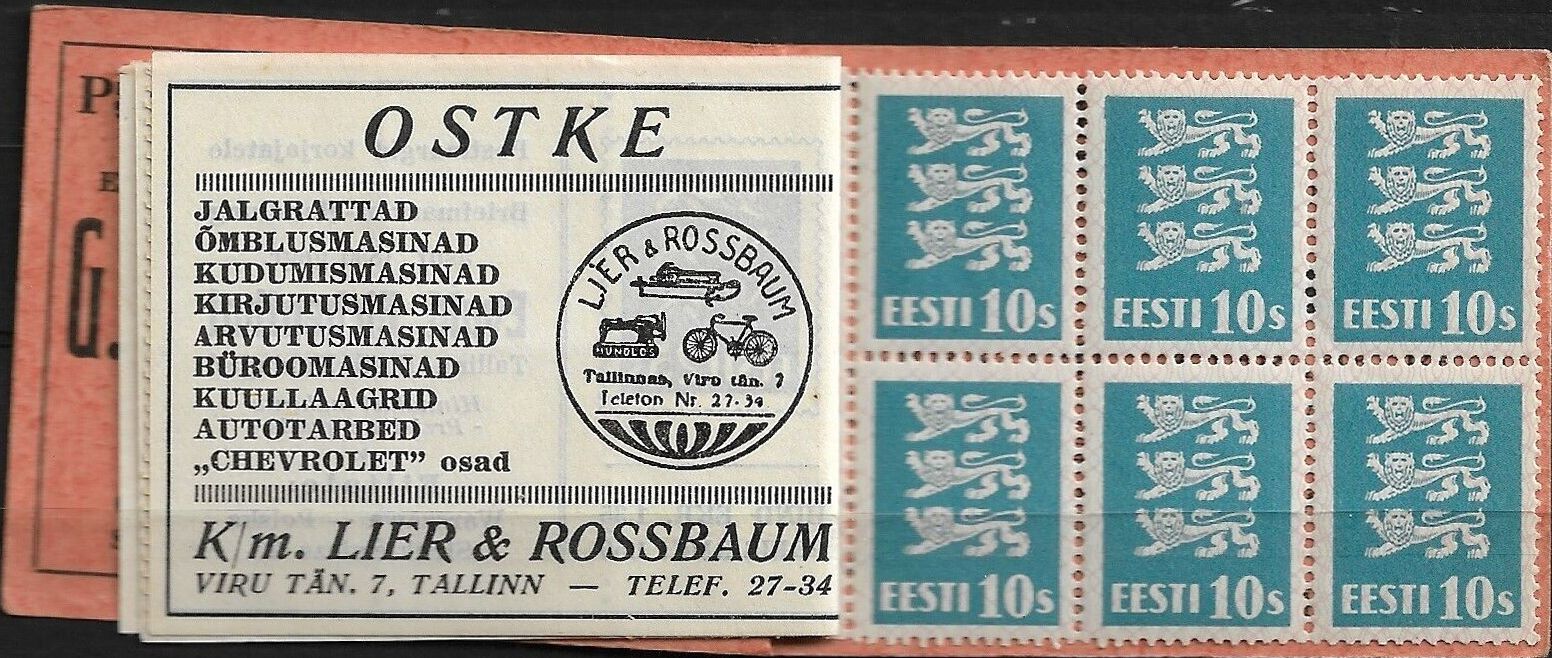 OSTKE
JALGRATTAD
ÕMBLUSMASINAD
KUDUMISMASINAD
KIRJUTUSMASINAD
ARVUTUSMASINAD
BÜROOMASINAD
KUULLAAGRID
AUTOTARBED
„CHEVROLET” osad
LIER & ROSSBAUM
MUNDLOS
Tallinnas, Viru tän. 7
Telefon Nr. 27-34
K/m. LIER & ROSSBAUM
VIRU TÄN. 7, TALLINN — TELEF. 27-34
EESTI 10s
EESTI 10s
EESTI 10s
EESTI 10s
EESTI 10s
EESTI 10s